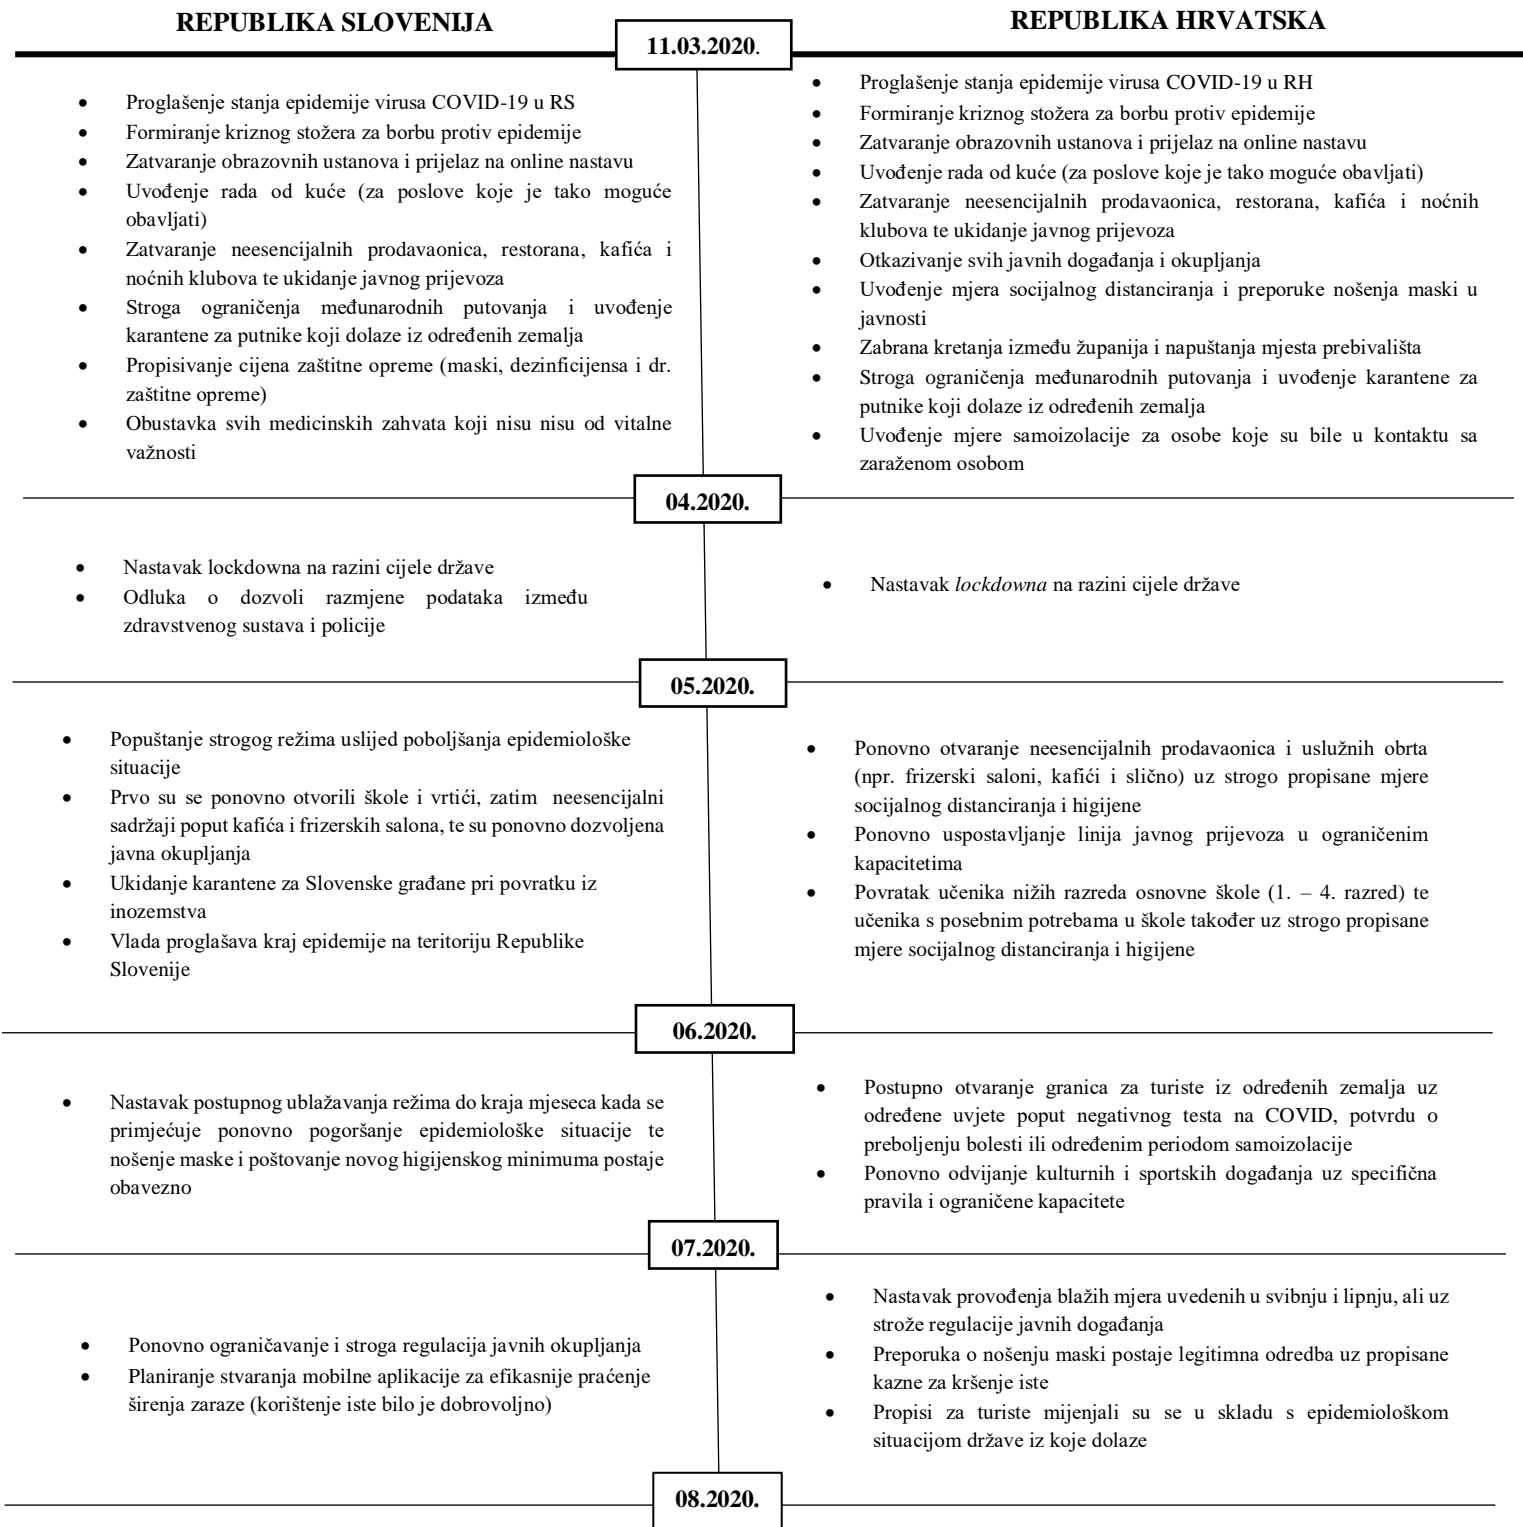 REPUBLIKA SLOVENIJA
REPUBLIKA HRVATSKA
11.03.2020.
• Proglašenje stanja epidemije virusa COVID-19 u RS
• Formiranje kriznog stožera za borbu protiv epidemije
• Zatvaranje obrazovnih ustanova i prijelaz na online nastavu
• Uvođenje rada od kuće (za poslove koje je tako moguće
obavljati)
• Zatvaranje neesencijalnih prodavaonica, restorana, kafića i
noćnih klubova te ukidanje javnog prijevoza
• Stroga ograničenja međunarodnih putovanja i uvođenje
karantene za putnike koji dolaze iz određenih zemalja
• Propisivanje cijena zaštitne opreme (maski, dezinficijensa i dr.
zaštitne opreme)
• Obustavka svih medicinskih zahvata koji nisu nisu od vitalne
važnosti
• Proglašenje stanja epidemije virusa COVID-19 u RH
• Formiranje kriznog stožera za borbu protiv epidemije
• Zatvaranje obrazovnih ustanova i prijelaz na online nastavu
• Uvođenje rada od kuće (za poslove koje je tako moguće obavljati)
• Zatvaranje neesencijalnih prodavaonica, restorana, kafića i noćnih
klubova te ukidanje javnog prijevoza
• Otkazivanje svih javnih događanja i okupljanja
• Uvođenje mjera socijalnog distanciranja i preporuke nošenja maski u
javnosti
• Zabrana kretanja između županija i napuštanja mjesta prebivališta
• Stroga ograničenja međunarodnih putovanja i uvođenje karantene za
putnike koji dolaze iz određenih zemalja
• Uvođenje mjere samoizolacije za osobe koje su bile u kontaktu sa
zaraženom osobom
04.2020.
• Nastavak lockdowna na razini cijele države
• Odluka o dozvoli razmjene podataka između
zdravstvenog sustava i policije
• Nastavak lockdowna na razini cijele države
05.2020.
• Popuštanje strogog režima uslijed poboljšanja epidemiološke
situacije
• Prvo su se ponovno otvorili škole i vrtići, zatim neesencijalni
sadržaji poput kafića i frizerskih salona, te su ponovno dozvoljena
javna okupljanja
• Ukidanje karantene za Slovenske građane pri povratku iz
inozemstva
• Vlada proglašava kraj epidemije na teritoriju Republike
Slovenije
• Ponovno otvaranje neesencijalnih prodavaonica i uslužnih obrta
(npr. frizerski saloni, kafići i slično) uz strogo propisane mjere
socijalnog distanciranja i higijene
• Ponovno uspostavljanje linija javnog prijevoza u ograničenim
kapacitetima
• Povratak učenika nižih razreda osnovne škole (1. – 4. razred) te
učenika s posebnim potrebama u škole također uz strogo propisane
mjere socijalnog distanciranja i higijene
06.2020.
• Nastavak postupnog ublažavanja režima do kraja mjeseca kada se
primjećuje ponovno pogoršanje epidemiološke situacije te
nošenje maske i poštovanje novog higijenskog minimuma postaje
obavezno
• Postupno otvaranje granica za turiste iz određenih zemalja uz
određene uvjete poput negativnog testa na COVID, potvrdu o
preboljenju bolesti ili određenim periodom samoizolacije
• Ponovno odvijanje kulturnih i sportskih događanja uz specifična
pravila i ograničene kapacitete
07.2020.
• Ponovno ograničavanje i stroga regulacija javnih okupljanja
• Planiranje stvaranja mobilne aplikacije za efikasnije praćenje
širenja zaraze (korištenje iste bilo je dobrovoljno)
• Nastavak provođenja blažih mjera uvedenih u svibnju i lipnju, ali uz
strože regulacije javnih događanja
• Preporuka o nošenju maski postaje legitimna odredba uz propisane
kazne za kršenje iste
• Propisi za turiste mijenjali su se u skladu s epidemiološkom
situacijom države iz koje dolaze
08.2020.